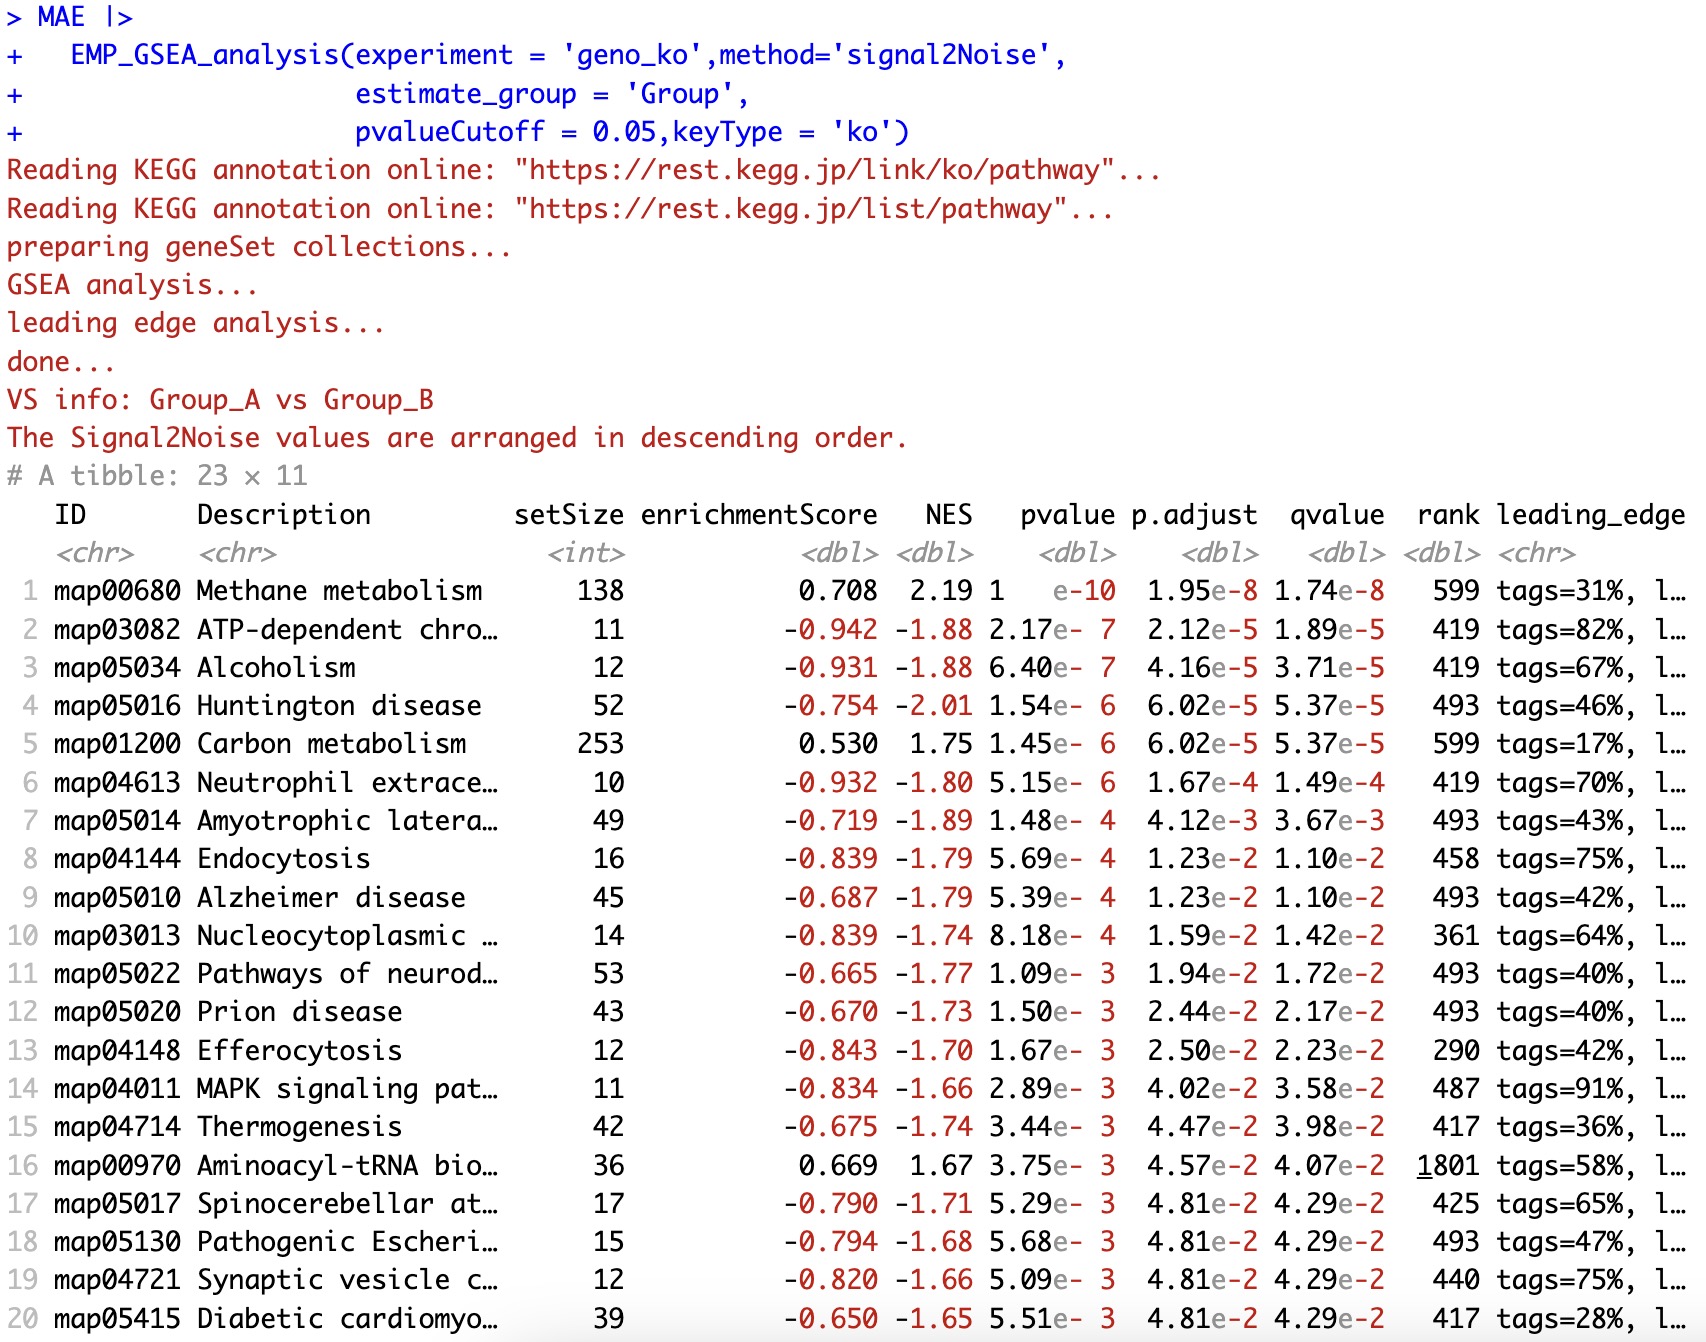 > MAE |>
+   EMP_GSEA_analysis(experiment = 'geno_ko',method='signal2Noise',
+                     estimate_group = 'Group',
+                     pvalueCutoff = 0.05,keyType = 'ko')
Reading KEGG annotation online: "https://rest.kegg.jp/link/ko/pathway"...
Reading KEGG annotation online: "https://rest.kegg.jp/list/pathway"...
preparing geneSet collections...
GSEA analysis...
leading edge analysis...
done...
VS info: Group_A vs Group_B
The Signal2Noise values are arranged in descending order.
# A tibble: 23 × 11
   ID       Description         setSize enrichmentScore   NES   pvalue p.adjust  qvalue  rank leading_edge
   <chr>    <chr>                 <int>           <dbl> <dbl>    <dbl>    <dbl>   <dbl> <dbl> <chr>
 1 map00680 Methane metabolism      138           0.708  2.19 1   e-10  1.95e-8 1.74e-8   599 tags=31%, l…
 2 map03082 ATP-dependent chro…      11          -0.942 -1.88 2.17e- 7  2.12e-5 1.89e-5   419 tags=82%, l…
 3 map05034 Alcoholism               12          -0.931 -1.88 6.40e- 7  4.16e-5 3.71e-5   419 tags=67%, l…
 4 map05016 Huntington disease       52          -0.754 -2.01 1.54e- 6  6.02e-5 5.37e-5   493 tags=46%, l…
 5 map01200 Carbon metabolism       253           0.530  1.75 1.45e- 6  6.02e-5 5.37e-5   599 tags=17%, l…
 6 map04613 Neutrophil extrace…      10          -0.932 -1.80 5.15e- 6  1.67e-4 1.49e-4   419 tags=70%, l…
 7 map05014 Amyotrophic latera…      49          -0.719 -1.89 1.48e- 4  4.12e-3 3.67e-3   493 tags=43%, l…
 8 map04144 Endocytosis              16          -0.839 -1.79 5.69e- 4  1.23e-2 1.10e-2   458 tags=75%, l…
 9 map05010 Alzheimer disease        45          -0.687 -1.79 5.39e- 4  1.23e-2 1.10e-2   493 tags=42%, l…
10 map03013 Nucleocytoplasmic …      14          -0.839 -1.74 8.18e- 4  1.59e-2 1.42e-2   361 tags=64%, l…
11 map05022 Pathways of neurod…      53          -0.665 -1.77 1.09e- 3  1.94e-2 1.72e-2   493 tags=40%, l…
12 map05020 Prion disease            43          -0.670 -1.73 1.50e- 3  2.44e-2 2.17e-2   493 tags=40%, l…
13 map04148 Efferocytosis            12          -0.843 -1.70 1.67e- 3  2.50e-2 2.23e-2   290 tags=42%, l…
14 map04011 MAPK signaling pat…      11          -0.834 -1.66 2.89e- 3  4.02e-2 3.58e-2   487 tags=91%, l…
15 map04714 Thermogenesis            42          -0.675 -1.74 3.44e- 3  4.47e-2 3.98e-2   417 tags=36%, l…
16 map00970 Aminoacyl-tRNA bio…      36           0.669  1.67 3.75e- 3  4.57e-2 4.07e-2  1801 tags=58%, l…
17 map05017 Spinocerebellar at…      17          -0.790 -1.71 5.29e- 3  4.81e-2 4.29e-2   425 tags=65%, l…
18 map05130 Pathogenic Escheri…      15          -0.794 -1.68 5.68e- 3  4.81e-2 4.29e-2   493 tags=47%, l…
19 map04721 Synaptic vesicle c…      12          -0.820 -1.66 5.09e- 3  4.81e-2 4.29e-2   440 tags=75%, l…
20 map05415 Diabetic cardiomyo…      39          -0.650 -1.65 5.51e- 3  4.81e-2 4.29e-2   417 tags=28%, l…